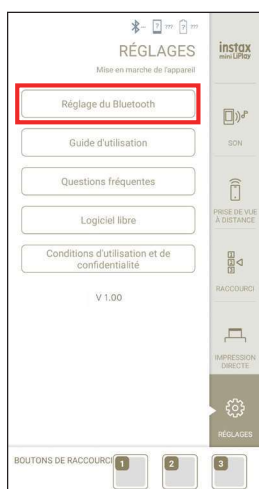 RÉGLAGES
Mise en marche de l'appareil
Réglage du Bluetooth
Guide d'utilisation
Questions fréquentes
Logiciel libre
Conditions d'utilisation et de
confidentialité
V 1.00
instax
mini LiPlay
SON
PRISE DE VUE
À DISTANCE
RACCOURCI
IMPRESSION
DIRECTE
RÉGLAGES
BOUTONS DE RACCOURCI
1
2
3